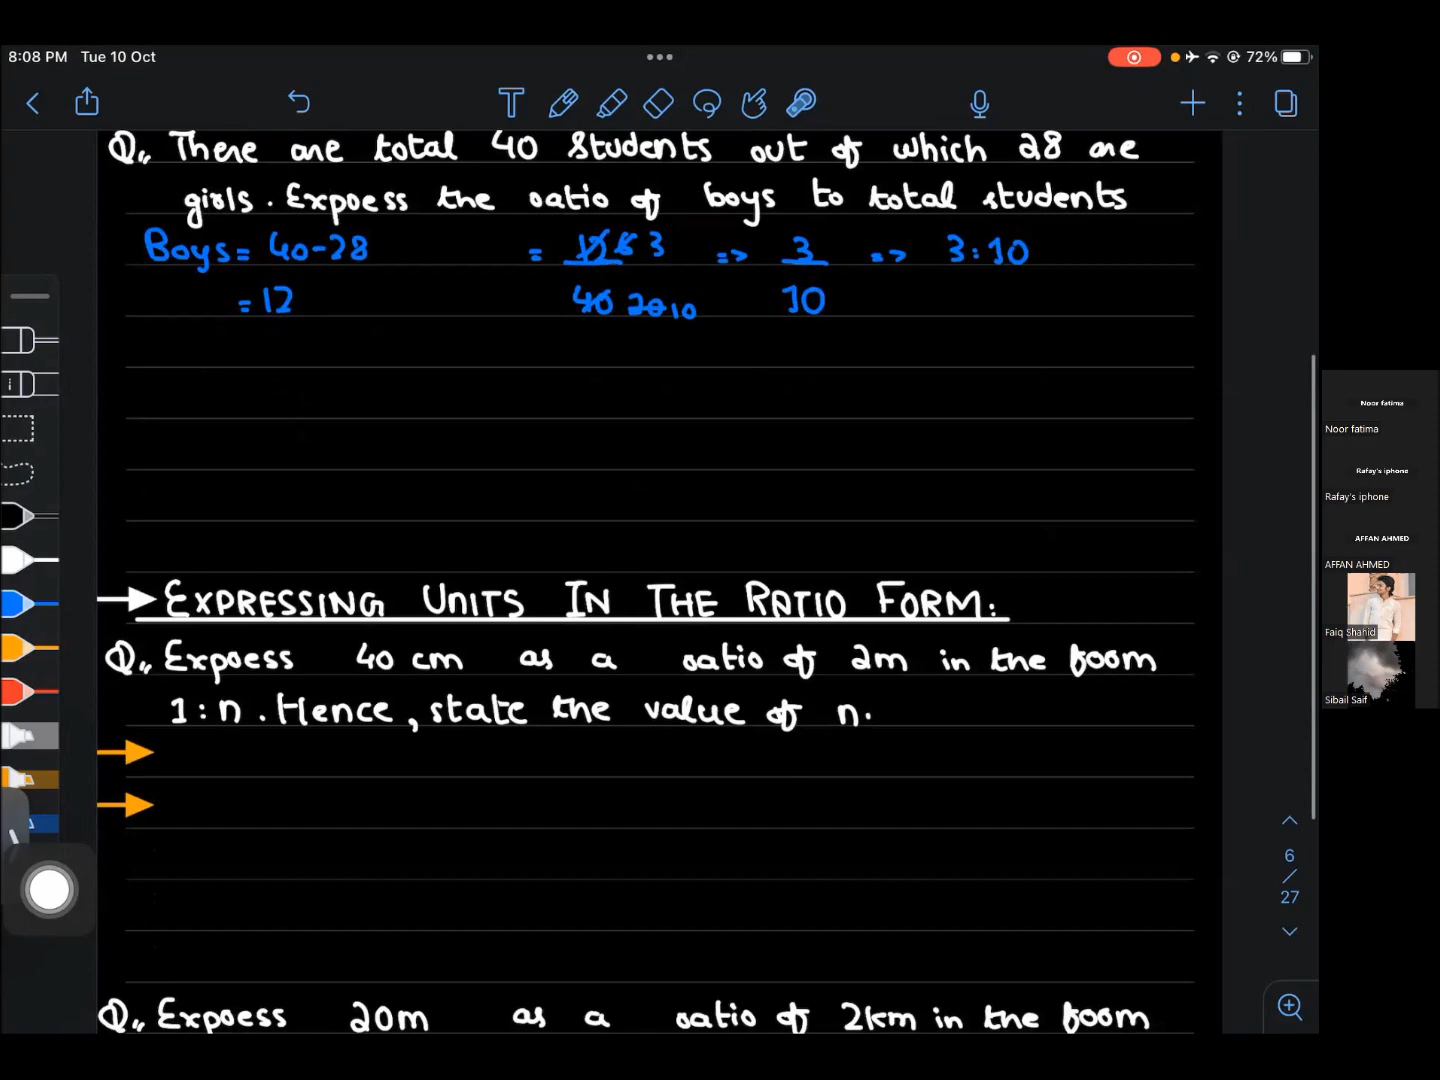 8:08 PM Tue 10 Oct
72%
Q,, There are total 40 Students out of which 28 are
girls. Express the ratio of boys to total students
Boys = 40-28 = 12 6 3 => 3 => 3:10
= 12 40 20 10 10
EXPRESSING UNITS IN THE RATIO FORM:
Q,, Express 40 cm as a ratio of 2m in the form
1:n. Hence, state the value of n.
Q,, Express 20m as a ratio of 2km in the form
6
/
27
Noor fatima
Noor fatima
Rafay's iphone
Rafay's iphone
AFFAN AHMED
AFFAN AHMED
Faiq Shahid
Sibail Saif